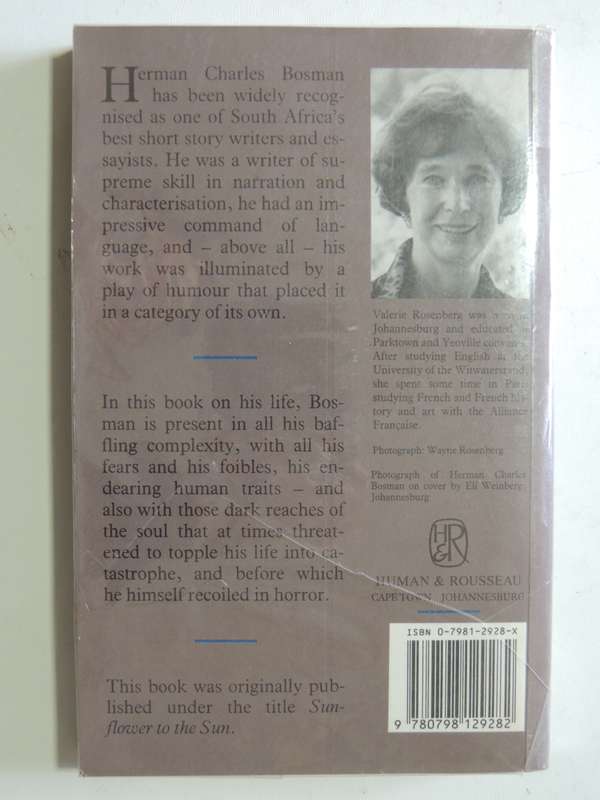 Herman Charles Bosman
has been widely recog-
nised as one of South Africa's
best short story writers and es-
sayists. He was a writer of su-
preme skill in narration and
characterisation, he had an im-
pressive command of lan-
guage, and – above all – his
work was illuminated by a
play of humour that placed it
in a category of its own.
In this book on his life, Bos-
man is present in all his baf-
fling complexity, with all his
fears and his foibles, his en-
dearing human traits – and
also with those dark reaches of
the soul that at times threat-
ened to topple his life into ca-
tastrophe, and before which
he himself recoiled in horror.
This book was originally pub-
lished under the title Sun-
flower to the Sun.
Valerie Rosenberg was
Johannesburg and educated
Parktown and Yeoville
After studying English at the
University of the Witwatersrand,
she spent some time in Paris
studying French and French his-
tory and art with the Alliance
Française.
Photograph: Wayne Rosenberg
Photograph of Herman Charles
Bosman on cover by Eli Weinberg,
Johannesburg
H&R
HUMAN & ROUSSEAU
CAPE TOWN JOHANNESBURG
ISBN 0-7981-2928-X
9 780798 129282